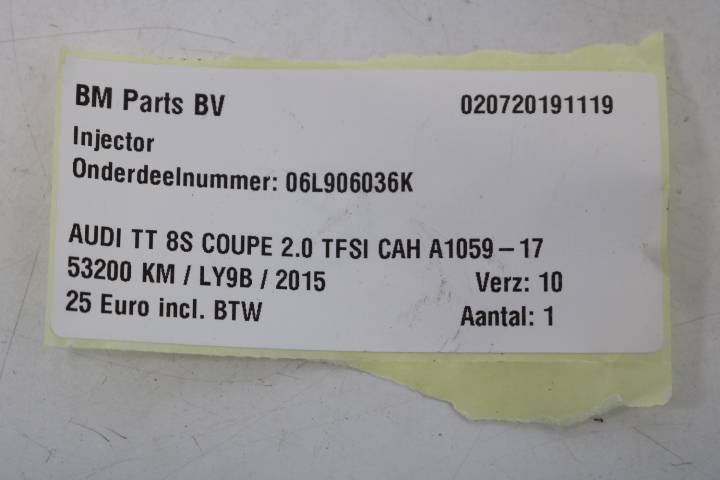 BM Parts BV 020720191119
Injector
Onderdeelnummer: 06L906036K
AUDI TT 8S COUPE 2.0 TFSI CAH A1059-17
53200 KM / LY9B / 2015 Verz: 10
25 Euro incl. BTW Aantal: 1